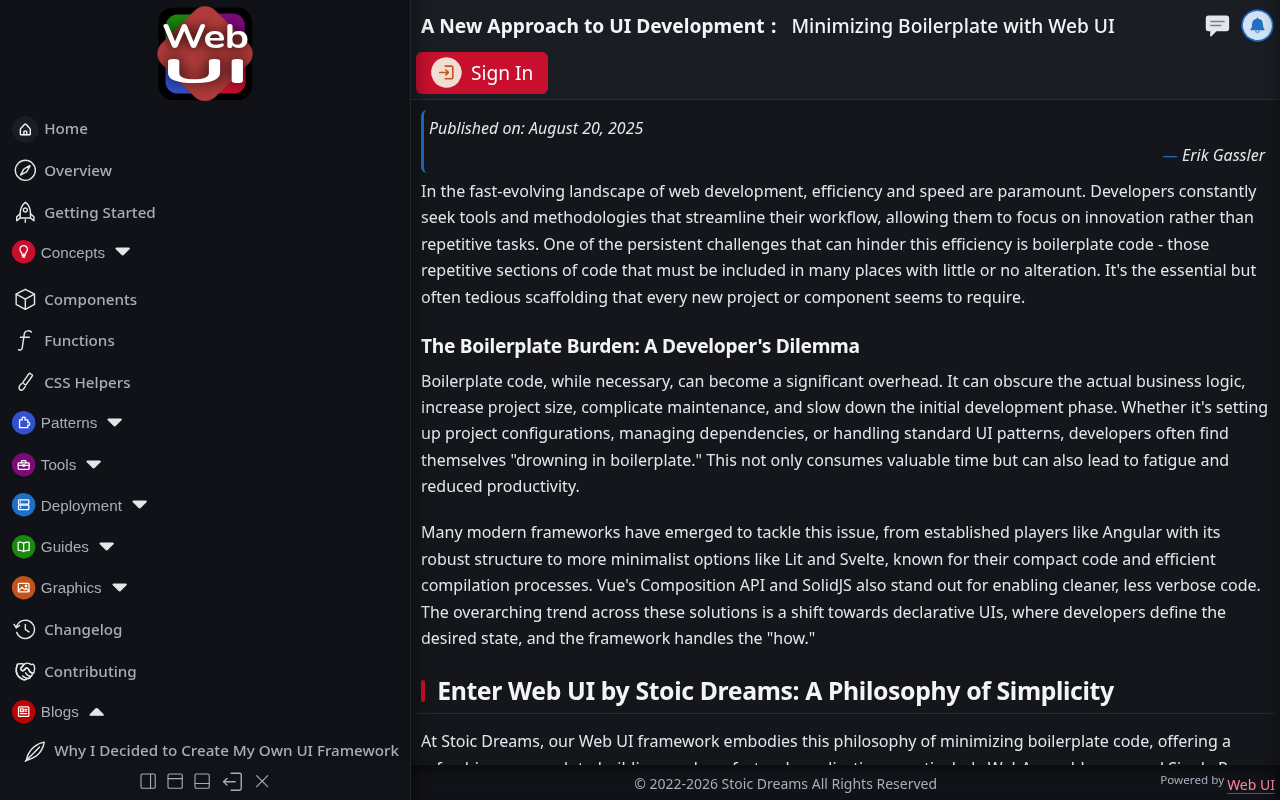 Web
UI
Home
Overview
Getting Started
Concepts
Components
Functions
CSS Helpers
Patterns
Tools
Deployment
Guides
Graphics
Changelog
Contributing
Blogs
Why I Decided to Create My Own UI Framework
A New Approach to UI Development : Minimizing Boilerplate with Web UI
Sign In
Published on: August 20, 2025
— Erik Gassler
In the fast-evolving landscape of web development, efficiency and speed are paramount. Developers constantly
seek tools and methodologies that streamline their workflow, allowing them to focus on innovation rather than
repetitive tasks. One of the persistent challenges that can hinder this efficiency is boilerplate code - those
repetitive sections of code that must be included in many places with little or no alteration. It's the essential but
often tedious scaffolding that every new project or component seems to require.
The Boilerplate Burden: A Developer's Dilemma
Boilerplate code, while necessary, can become a significant overhead. It can obscure the actual business logic,
increase project size, complicate maintenance, and slow down the initial development phase. Whether it's setting
up project configurations, managing dependencies, or handling standard UI patterns, developers often find
themselves "drowning in boilerplate." This not only consumes valuable time but can also lead to fatigue and
reduced productivity.
Many modern frameworks have emerged to tackle this issue, from established players like Angular with its
robust structure to more minimalist options like Lit and Svelte, known for their compact code and efficient
compilation processes. Vue's Composition API and SolidJS also stand out for enabling cleaner, less verbose code.
The overarching trend across these solutions is a shift towards declarative UIs, where developers define the
desired state, and the framework handles the "how."
Enter Web UI by Stoic Dreams: A Philosophy of Simplicity
At Stoic Dreams, our Web UI framework embodies this philosophy of minimizing boilerplate code, offering a
© 2022-2026 Stoic Dreams All Rights Reserved
Powered by Web UI